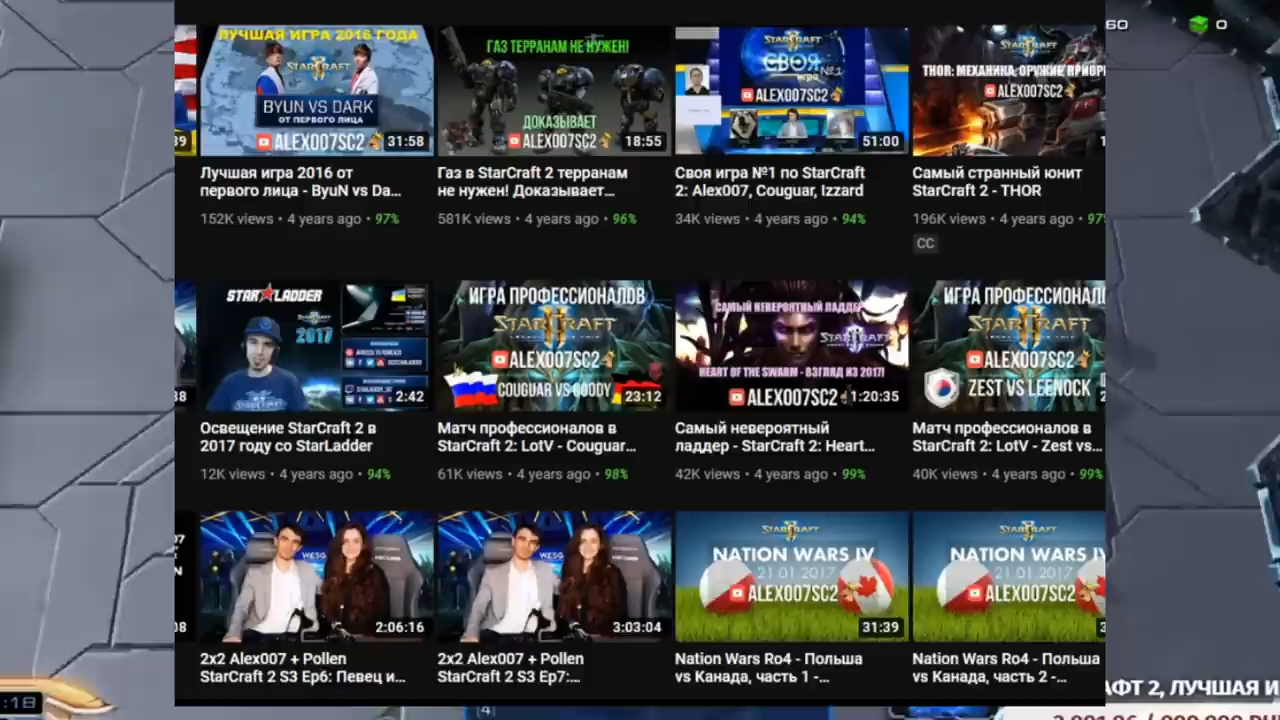 60
0
ЛУЧШАЯ ИГРА 2016 ГОДА
STARCRAFT
BYUN VS DARK
ОТ ПЕРВОГО ЛИЦА
ALEX007SC2
31:58
ГАЗ ТЕРРАНАМ НЕ НУЖЕН!
ДОКАЗЫВАЕТ
ALEX007SC2
18:55
STARCRAFT
СВОЯ
игра №1
ALEX007SC2
51:00
STARCRAFT
THOR: МЕХАНИКА, ОРУЖИЕ, ПРИОР
ALEX007SC2
Лучшая игра 2016 от
первого лица - ByuN vs Da...
152K views • 4 years ago • 97%
Газ в StarCraft 2 терранам
не нужен! Доказывает...
581K views • 4 years ago • 96%
Своя игра №1 по StarCraft
2: Alex007, Couguar, Izzard
34K views • 4 years ago • 94%
Самый странный юнит
StarCraft 2 - THOR
196K views • 4 years ago • 97
CC
STAR LADDER
STARCRAFT
2017
2:42
ИГРА ПРОФЕССИОНАЛОВ
STARCRAFT
ALEX007SC2
COUGUAR VS GOODY
23:12
САМЫЙ НЕВЕРОЯТНЫЙ ЛАДДЕР
STARCRAFT
HEART OF THE SWARM - ВЗГЛЯД ИЗ 2017!
ALEX007SC2
1:20:35
ИГРА ПРОФЕССИОНАЛО
STARCRAFT
ALEX007SC2
ZEST VS LEENOCK
38
Освещение StarCraft 2 в
2017 году со StarLadder
12K views • 4 years ago • 94%
Матч профессионалов в
StarCraft 2: LotV - Couguar...
61K views • 4 years ago • 98%
Самый невероятный
ладдер - StarCraft 2: Heart...
42K views • 4 years ago • 99%
Матч профессионалов в
StarCraft 2: LotV - Zest vs...
40K views • 4 years ago • 99%
WESG
2:06:16
WESG
3:03:04
STARCRAFT
NATION WARS IV
21 01 2017
ALEX007SC2
31:39
STARCRAFT
NATION WARS IV
21 01 2017
ALEX007SC2
08
2x2 Alex007 + Pollen
StarCraft 2 S3 Ep6: Певец и...
2x2 Alex007 + Pollen
StarCraft 2 S3 Ep7:...
Nation Wars Ro4 - Польша
vs Канада, часть 1 -...
Nation Wars Ro4 - Польша
vs Канада, часть 2 -...
:18
АФТ 2, ЛУЧШАЯ И